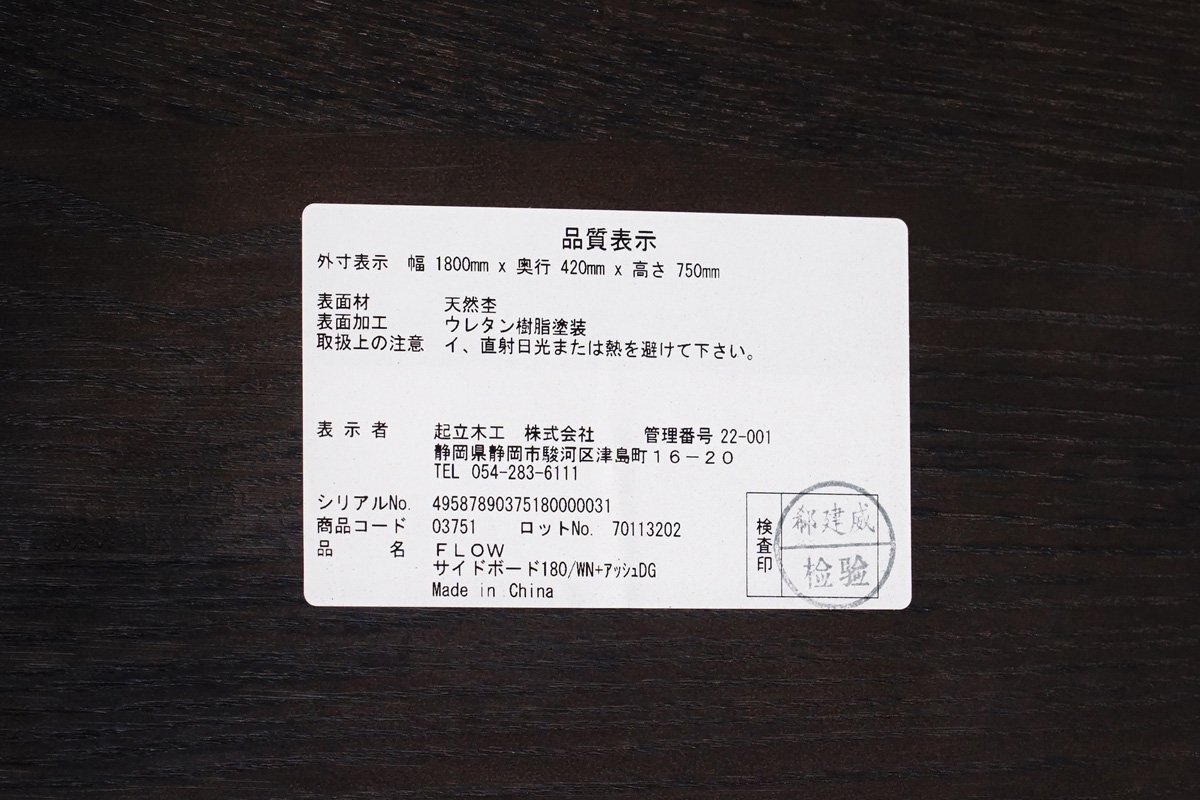 品質表示
外寸表示 幅 1800mm x 奥行 420mm x 高さ 750mm
表面材 天然杢
表面加工 ウレタン樹脂塗装
取扱上の注意 イ、直射日光または熱を避けて下さい。
表示者 起立木工 株式会社 管理番号 22-001
静岡県静岡市駿河区津島町16-20
TEL 054-283-6111
シリアルNo. 49587890375180000031
商品コード 03751 ロットNo. 70113202
品名 FLOW
サイドボード180/WN+アッシュDG
Made in China
検査印
郝建威
检验